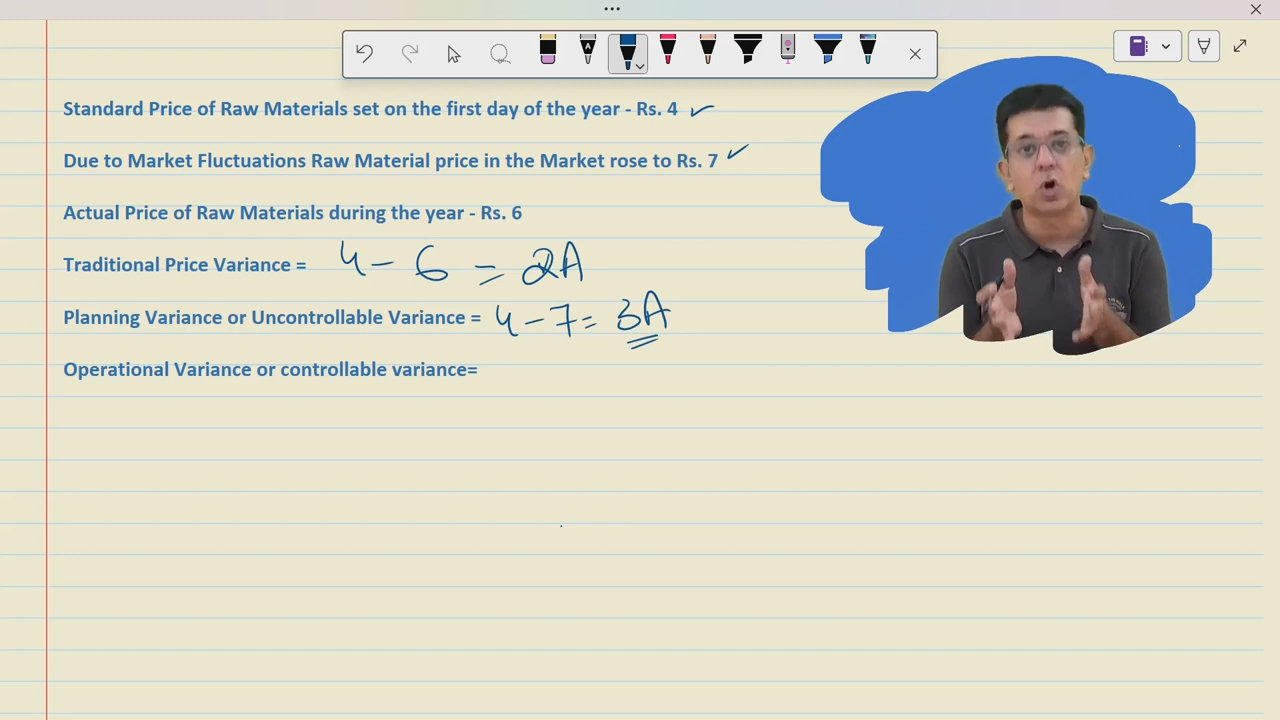 Standard Price of Raw Materials set on the first day of the year - Rs. 4
Due to Market Fluctuations Raw Material price in the Market rose to Rs. 7
Actual Price of Raw Materials during the year - Rs. 6
Traditional Price Variance = 4 - 6 = 2A
Planning Variance or Uncontrollable Variance = 4 - 7 = 3A
Operational Variance or controllable variance=